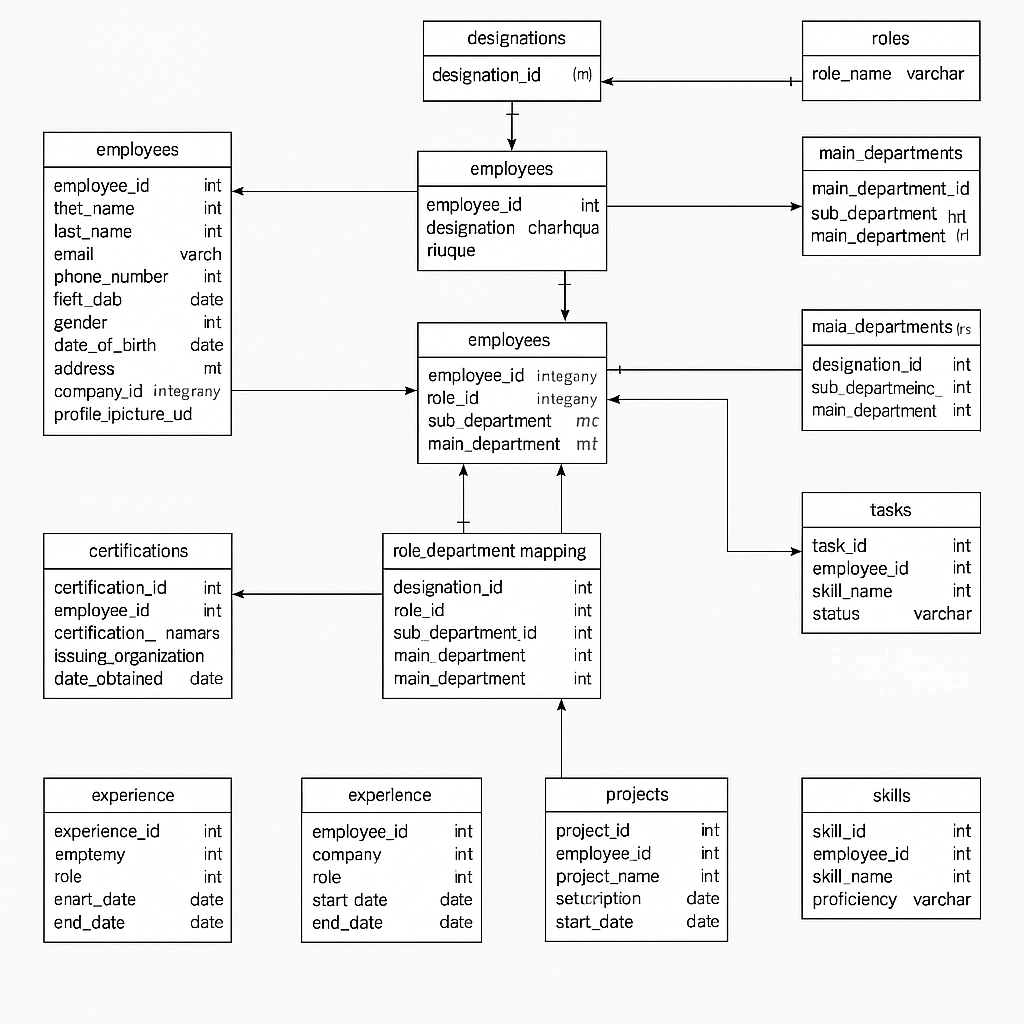 designations
designation_id (m)
roles
role_name varchar
employees
employee_id int
thet_name int
last_name int
email varch
phone_number int
fieft_dab date
gender int
date_of_birth date
address mt
company_id integrany
profile_ipicture_ud
employees
employee_id int
designation charhqua
riuque
main_departments
main_department_id
sub_department hrl
main_department (rl
employees
employee_id integany
role_id integany
sub_department mc
main_department mt
maia_departments (rs
designation_id int
sub_departmeinc_ int
main_department int
tasks
task_id int
employee_id int
skill_name int
status varchar
certifications
certification_id int
employee_id int
certification_ namars
issuing_organization
date_obtained date
role_department mapping
designation_id int
role_id int
sub_department_id int
main_department int
main_department int
experience
experience_id int
emptemy int
role int
enart_date date
end_date date
experlence
employee_id int
company int
role int
start date date
end_date date
projects
project_id int
employee_id int
project_name int
setucription date
start_date date
skills
skill_id int
employee_id int
skill_name int
proficiency varchar